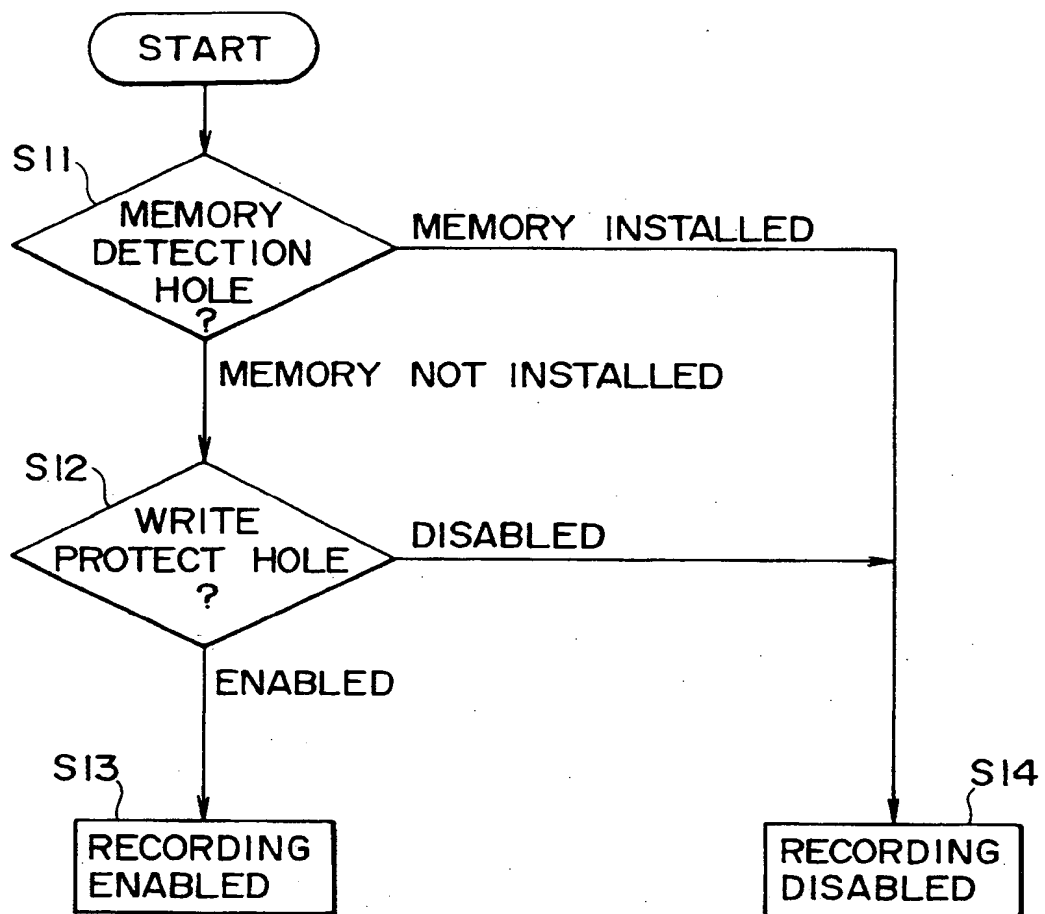 START
S11
MEMORY
DETECTION
HOLE
?
MEMORY INSTALLED
MEMORY NOT INSTALLED
S12
WRITE
PROTECT HOLE
?
DISABLED
ENABLED
S13
RECORDING
ENABLED
S14
RECORDING
DISABLED